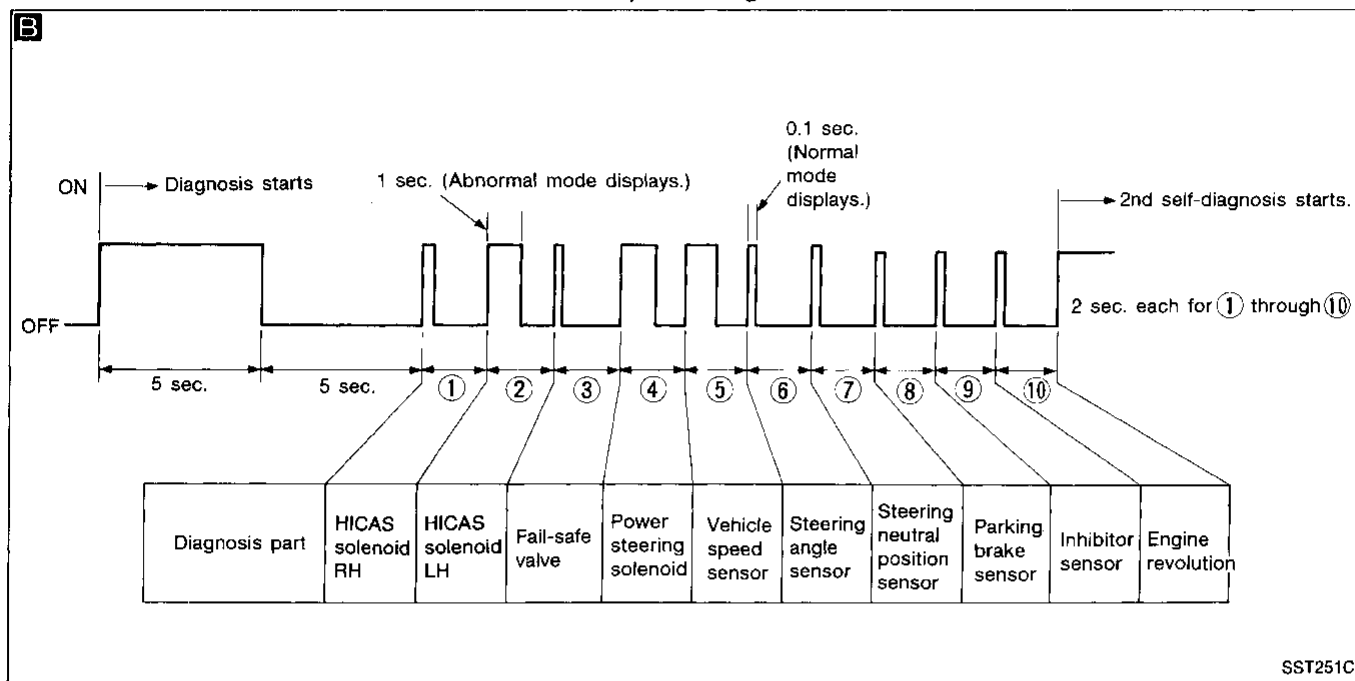 B
0.1 sec.
(Normal
mode
displays.)
ON
Diagnosis starts
1 sec. (Abnormal mode displays.)
2nd self-diagnosis starts.
OFF
2 sec. each for ① through ⑩
5 sec.
5 sec.
① ② ③ ④ ⑤ ⑥ ⑦ ⑧ ⑨ ⑩
Diagnosis part
HICAS
solenoid
RH
HICAS
solenoid
LH
Fail-safe
valve
Power
steering
solenoid
Vehicle
speed
sensor
Steering
angle
sensor
Steering
neutral
position
sensor
Parking
brake
sensor
Inhibitor
sensor
Engine
revolution
SST251C